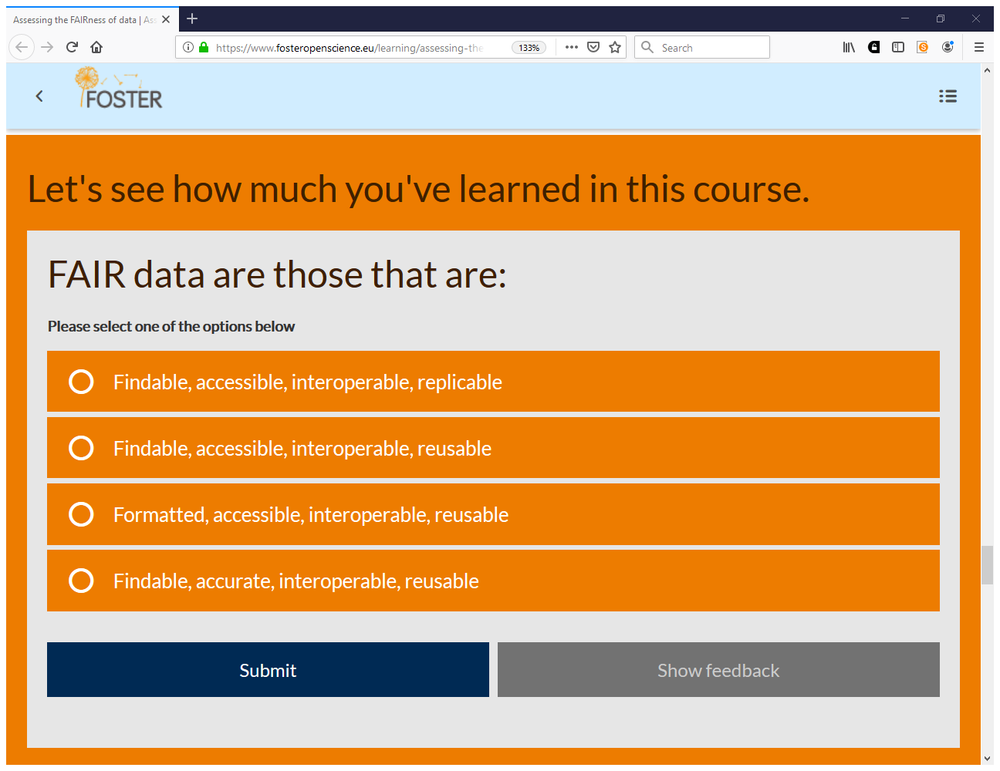 Assessing the FAIRness of data | As
https://www.fosteropenscience.eu/learning/assessing-the
133%
Search
FOSTER
Let's see how much you've learned in this course.
FAIR data are those that are:
Please select one of the options below
Findable, accessible, interoperable, replicable
Findable, accessible, interoperable, reusable
Formatted, accessible, interoperable, reusable
Findable, accurate, interoperable, reusable
Submit
Show feedback